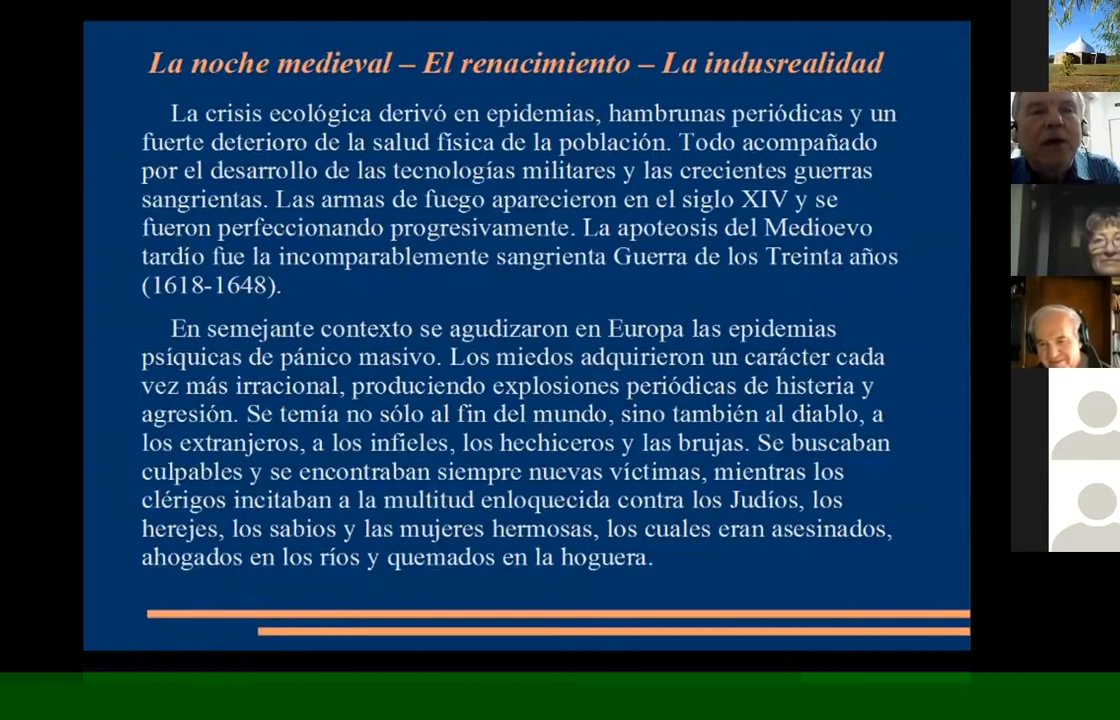 La noche medieval – El renacimiento – La indusrealidad
La crisis ecológica derivó en epidemias, hambrunas periódicas y un
fuerte deterioro de la salud física de la población. Todo acompañado
por el desarrollo de las tecnologías militares y las crecientes guerras
sangrientas. Las armas de fuego aparecieron en el siglo XIV y se
fueron perfeccionando progresivamente. La apoteosis del Medioevo
tardío fue la incomparablemente sangrienta Guerra de los Treinta años
(1618-1648).
En semejante contexto se agudizaron en Europa las epidemias
psíquicas de pánico masivo. Los miedos adquirieron un carácter cada
vez más irracional, produciendo explosiones periódicas de histeria y
agresión. Se temía no sólo al fin del mundo, sino también al diablo, a
los extranjeros, a los infieles, los hechiceros y las brujas. Se buscaban
culpables y se encontraban siempre nuevas víctimas, mientras los
clérigos incitaban a la multitud enloquecida contra los Judíos, los
herejes, los sabios y las mujeres hermosas, los cuales eran asesinados,
ahogados en los ríos y quemados en la hoguera.